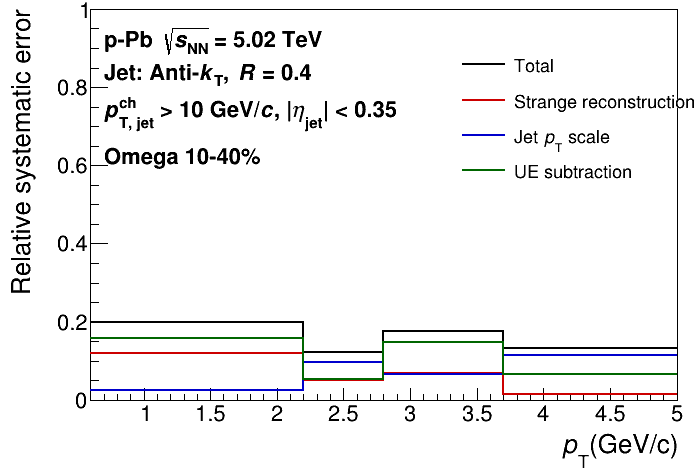 Relative systematic error
1
0.8
0.6
0.4
0.2
0
p-Pb √sNN = 5.02 TeV
Jet: Anti-kT, R = 0.4
p^ch_T, jet > 10 GeV/c, |ηjet| < 0.35
Omega 10-40%
Total
Strange reconstruction
Jet pT scale
UE subtraction
1 1.5 2 2.5 3 3.5 4 4.5 5
pT(GeV/c)